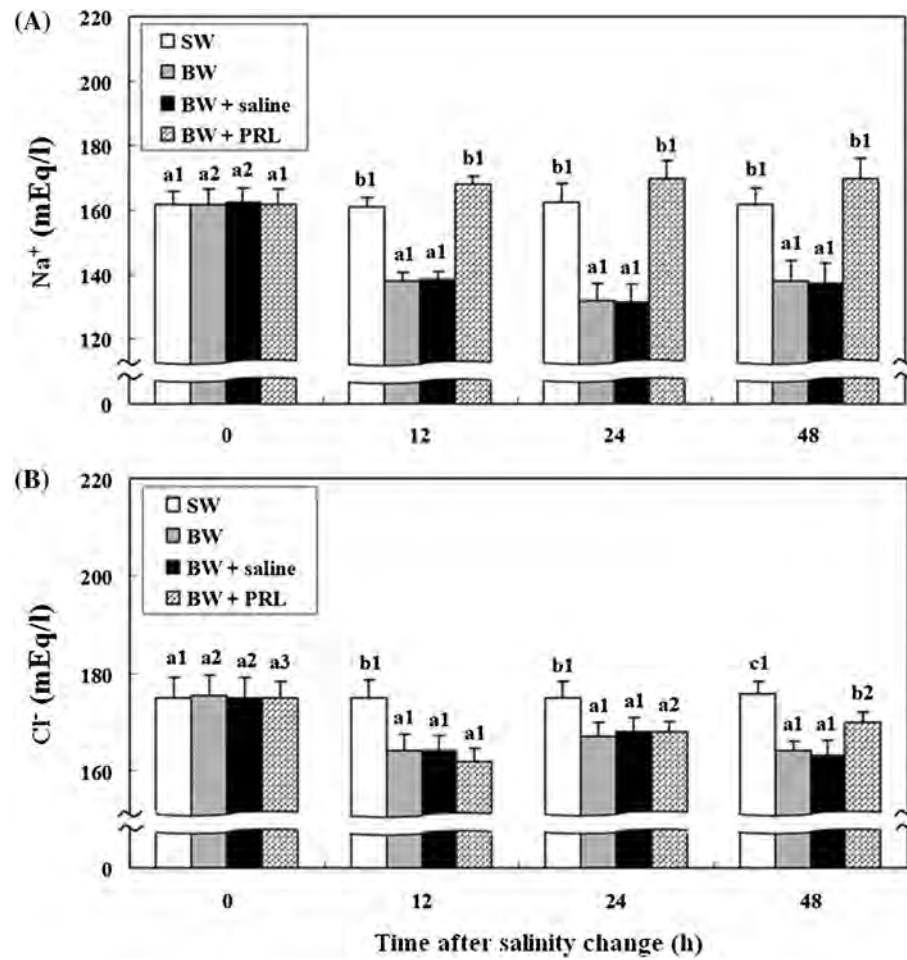 (A)
220
200
180
160
140
120
0
Na+ (mEq/l)
SW
BW
BW + saline
BW + PRL
a1 a2 a2 a1
b1 a1 a1 b1
b1 a1 a1 b1
b1 a1 a1 b1
0 12 24 48
(B)
220
200
180
160
0
Cl- (mEq/l)
SW
BW
BW + saline
BW + PRL
a1 a2 a2 a3
b1 a1 a1 a1
b1 a1 a1 a2
c1 a1 a1 b2
0 12 24 48
Time after salinity change (h)